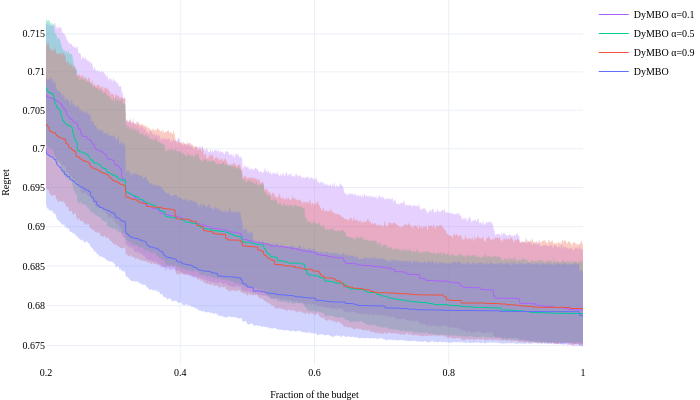 DyMBO α=0.1
DyMBO α=0.5
DyMBO α=0.9
DyMBO
0.715
0.71
0.705
0.7
0.695
0.69
0.685
0.68
0.675
Regret
0.2
0.4
0.6
0.8
1
Fraction of the budget